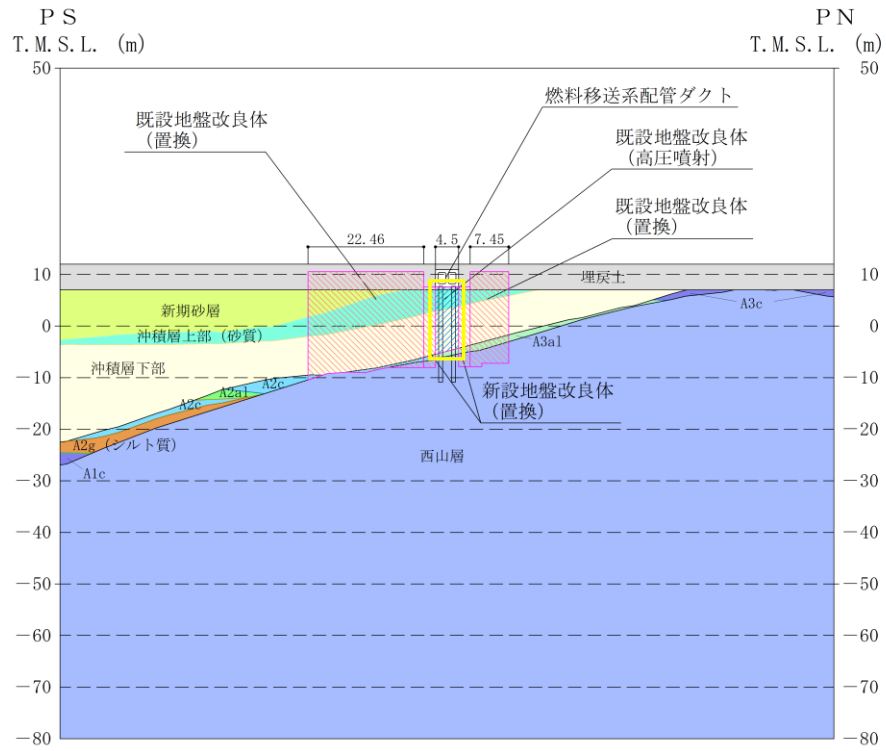 PS
PN
T.M.S.L. (m)
T.M.S.L. (m)
50
50
燃料移送系配管ダクト
既設地盤改良体
(置換)
既設地盤改良体
(高圧噴射)
既設地盤改良体
(置換)
22.46
4.5
7.45
10
埋戻土
10
新期砂層
A3c
0
沖積層上部(砂質)
0
A3a1
沖積層下部
-10
A2c
新設地盤改良体
(置換)
-10
A2a1
A2c
-20
-20
A2g(シルト質)
西山層
A1c
-30
-30
-40
-40
-50
-50
-60
-60
-70
-70
-80
-80